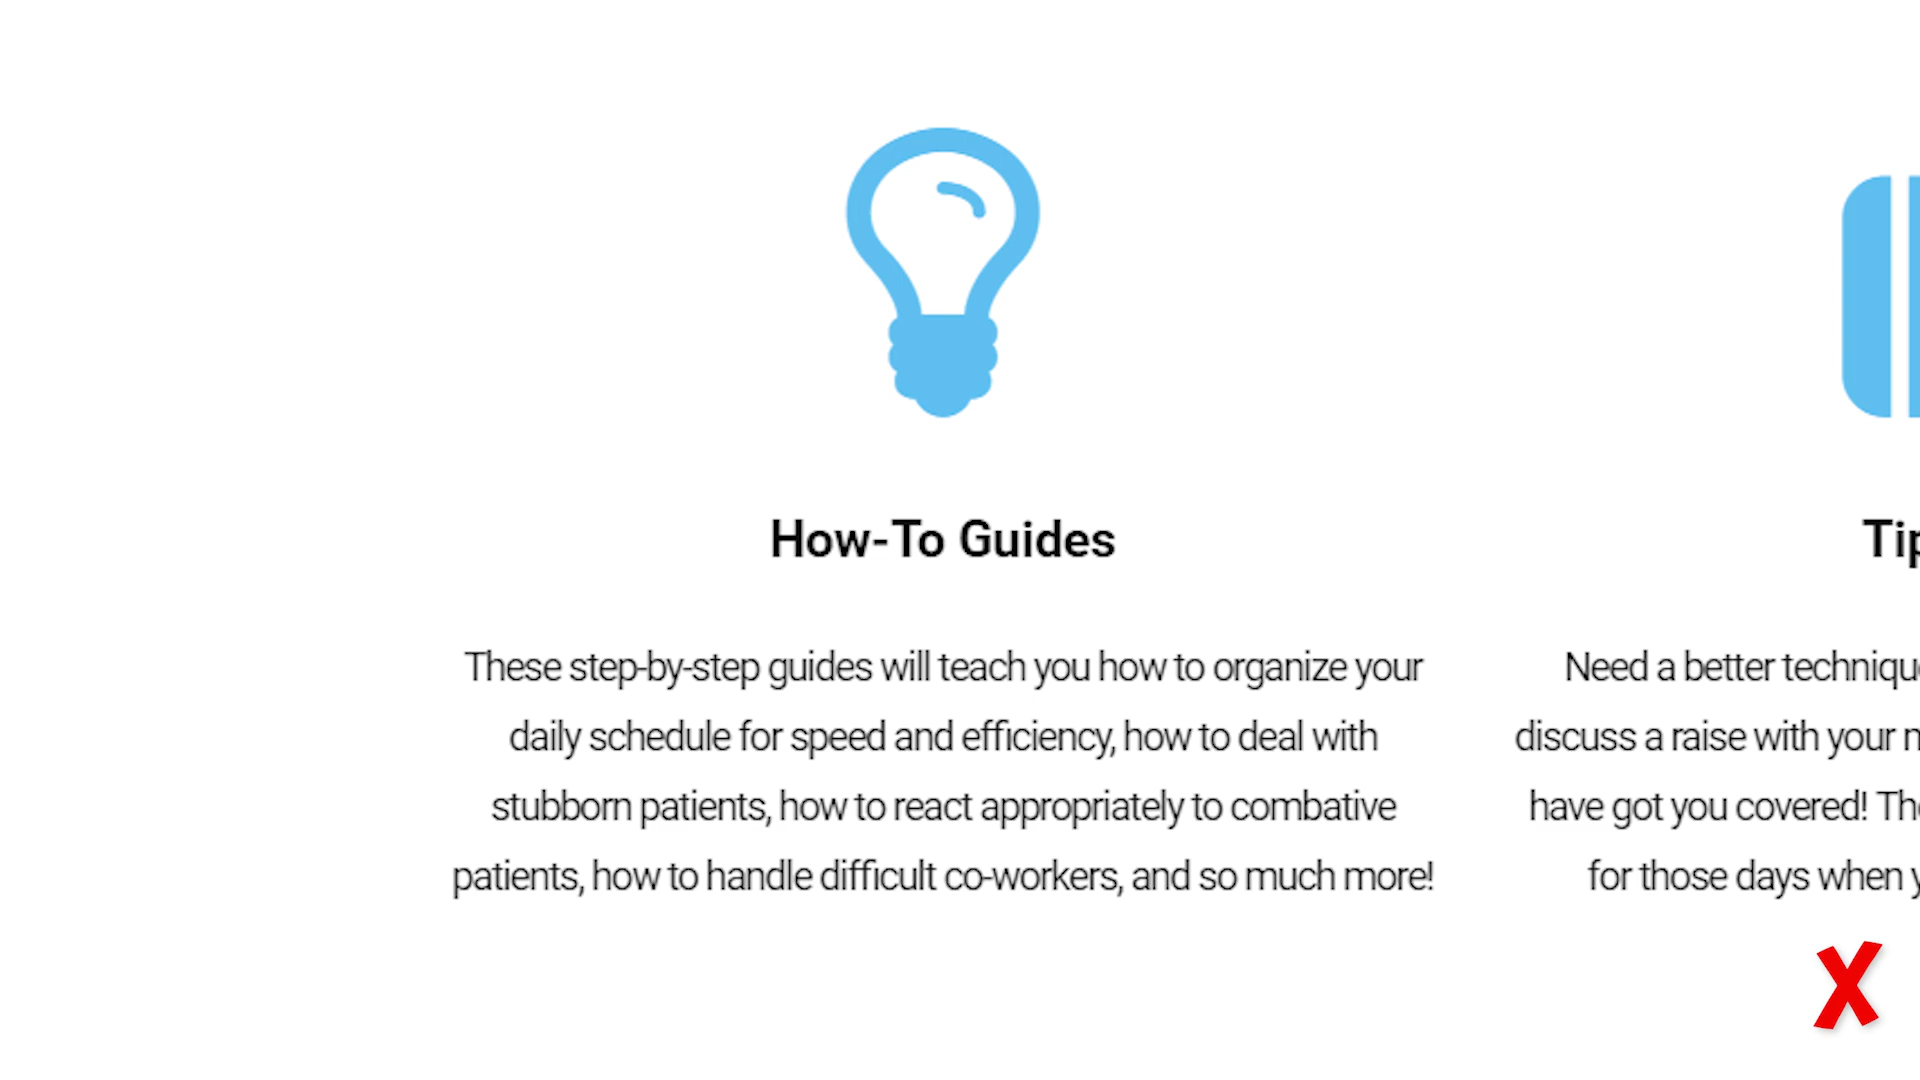 How-To Guides
These step-by-step guides will teach you how to organize your
daily schedule for speed and efficiency, how to deal with
stubborn patients, how to react appropriately to combative
patients, how to handle difficult co-workers, and so much more!
Tip
Need a better techniqu
discuss a raise with your
have got you covered!
for those days when
X